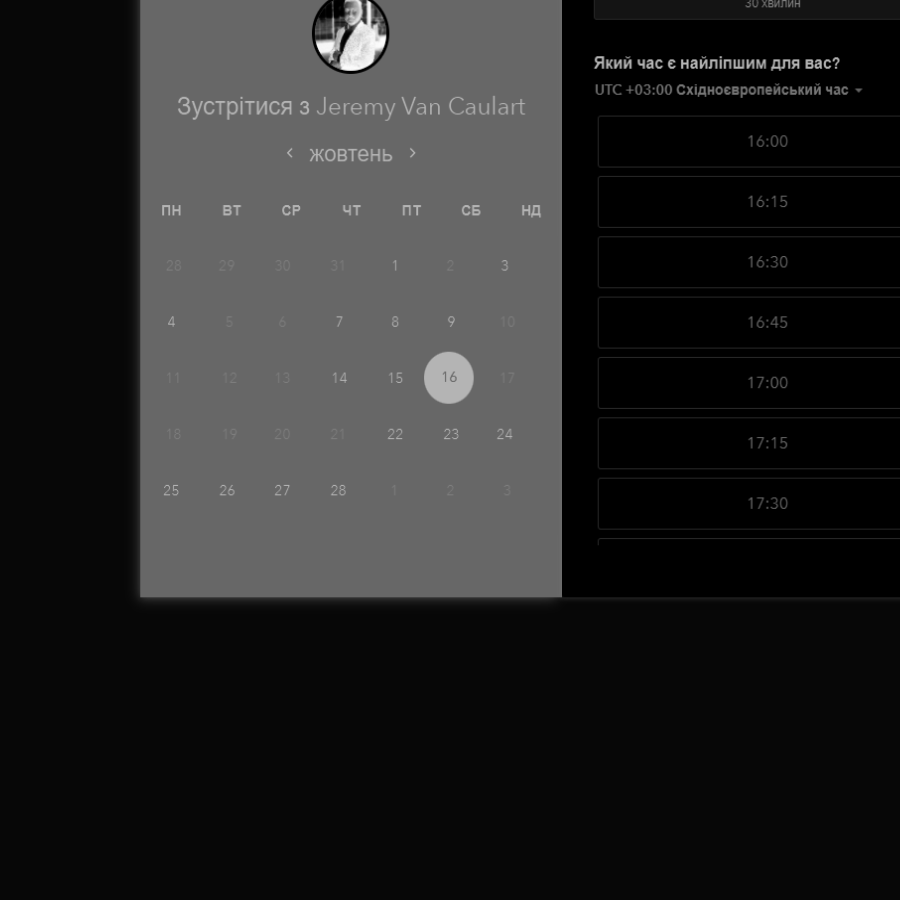 Зустрітися з Jeremy Van Caulart
жовтень
ПН ВТ СР ЧТ ПТ СБ НД
28 29 30 31 1 2 3
4 5 6 7 8 9 10
11 12 13 14 15 16 17
18 19 20 21 22 23 24
25 26 27 28 1 2 3
30 хвилин
Який час є найліпшим для вас?
UTC +03:00 Східноєвропейський час
16:00
16:15
16:30
16:45
17:00
17:15
17:30